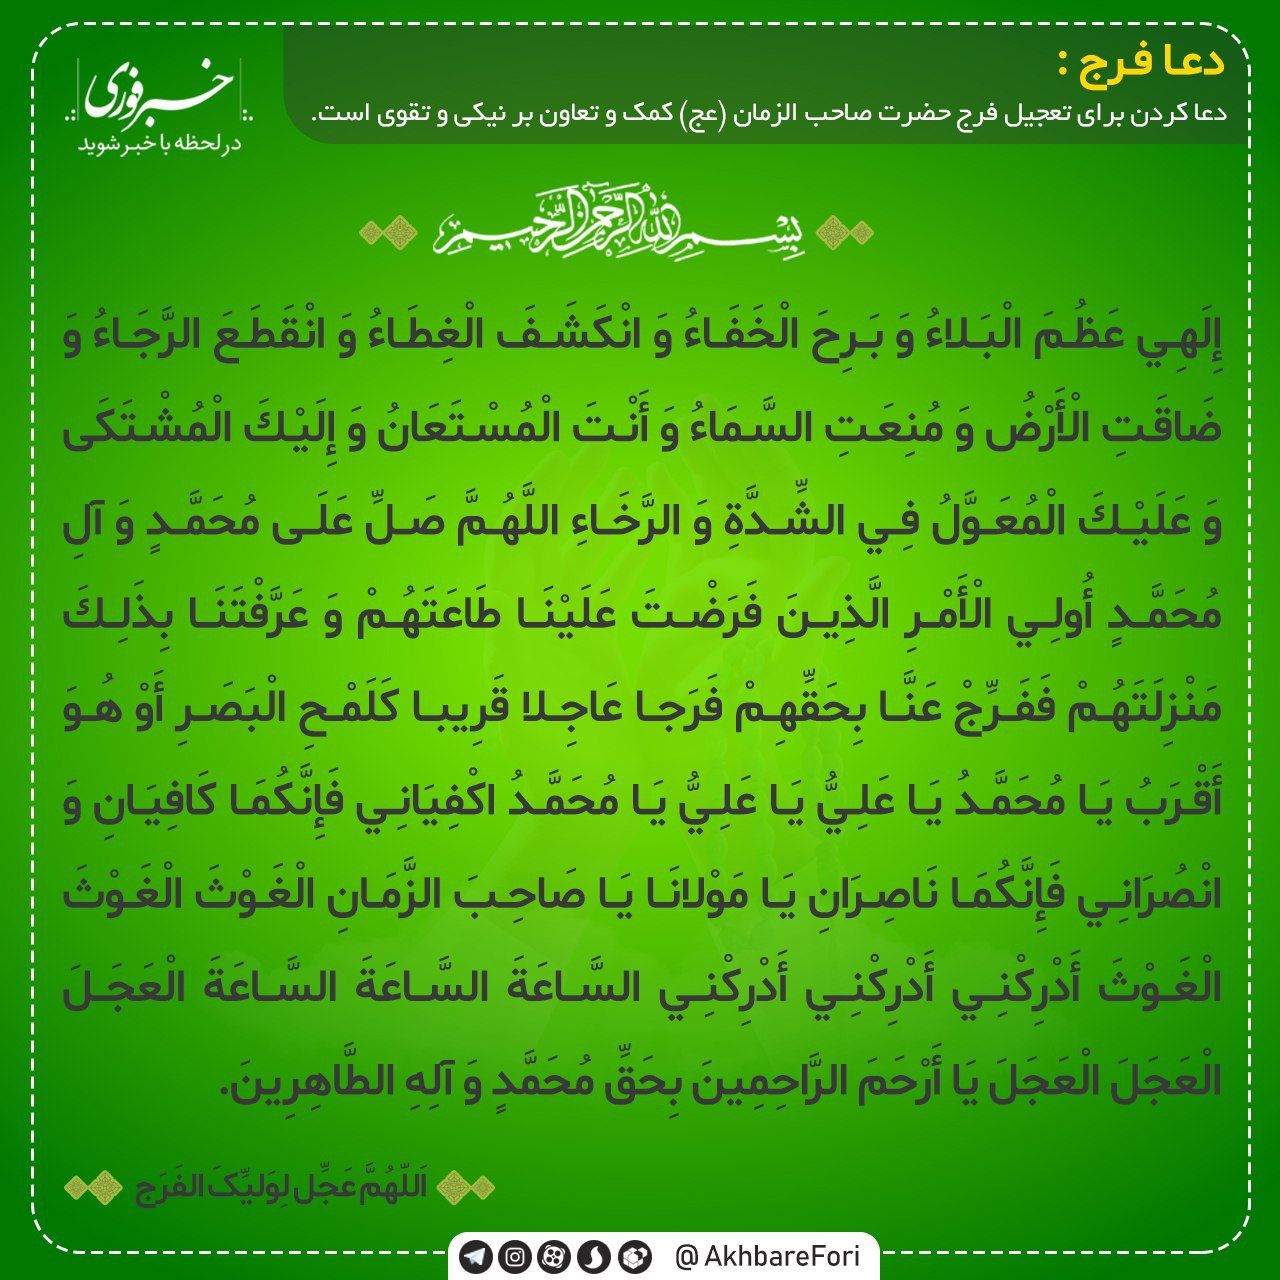 دعا فرج :
دعا کردن برای تعجیل فرج حضرت صاحب الزمان (عج) کمک و تعاون بر نیکی و تقوی است.
خبرفوری
در لحظه با خبر شوید
بِسْمِ اللهِ الرَّحْمنِ الرَّحیمِ
إِلَهِي عَظُمَ الْبَلاءُ وَ بَرِحَ الْخَفَاءُ وَ انْكَشَفَ الْغِطَاءُ وَ انْقَطَعَ الرَّجَاءُ وَ
ضَاقَتِ الْأَرْضُ وَ مُنِعَتِ السَّمَاءُ وَ أَنْتَ الْمُسْتَعَانُ وَ إِلَيْكَ الْمُشْتَكَى
وَ عَلَيْكَ الْمُعَوَّلُ فِي الشِّدَّةِ وَ الرَّخَاءِ اللَّهُمَّ صَلِّ عَلَى مُحَمَّدٍ وَ آلِ
مُحَمَّدٍ أُولِي الْأَمْرِ الَّذِينَ فَرَضْتَ عَلَيْنَا طَاعَتَهُمْ وَ عَرَّفْتَنَا بِذَلِكَ
مَنْزِلَتَهُمْ فَفَرِّجْ عَنَّا بِحَقِّهِمْ فَرَجا عَاجِلا قَرِيبا كَلَمْحِ الْبَصَرِ أَوْ هُوَ
أَقْرَبُ يَا مُحَمَّدُ يَا عَلِيُّ يَا عَلِيُّ يَا مُحَمَّدُ اكْفِيَانِي فَإِنَّكُمَا كَافِيَانِ وَ
انْصُرَانِي فَإِنَّكُمَا نَاصِرَانِ يَا مَوْلانَا يَا صَاحِبَ الزَّمَانِ الْغَوْثَ الْغَوْثَ
الْغَوْثَ أَدْرِكْنِي أَدْرِكْنِي أَدْرِكْنِي السَّاعَةَ السَّاعَةَ السَّاعَةَ الْعَجَلَ
الْعَجَلَ الْعَجَلَ يَا أَرْحَمَ الرَّاحِمِينَ بِحَقِّ مُحَمَّدٍ وَ آلِهِ الطَّاهِرِينَ.
اَللّهُمَّ عَجِّل لِوَلیِّکَ الفَرَج
@AkhbareFori